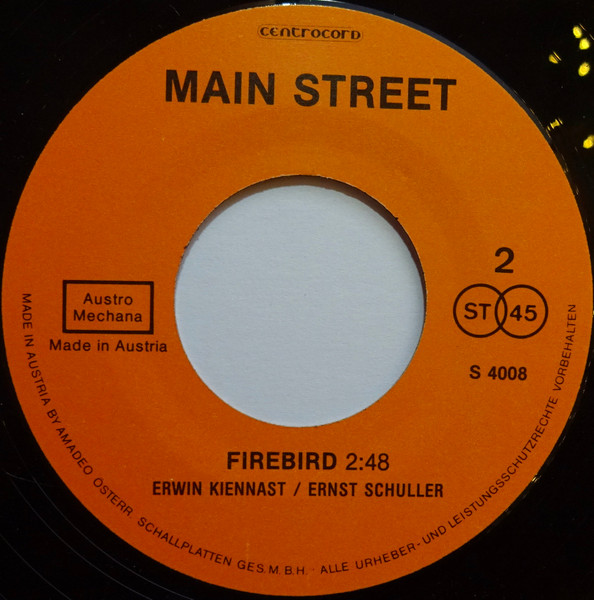 centrocord
MAIN STREET
2
ST 45
S 4008
Austro
Mechana
Made in Austria
FIREBIRD 2:48
ERWIN KIENNAST / ERNST SCHULLER
MADE IN AUSTRIA BY AMADEO ÖSTERR. SCHALLPLATTEN GES.M.B.H. - ALLE URHEBER- UND LEISTUNGSSCHUTZRECHTE VORBEHALTEN